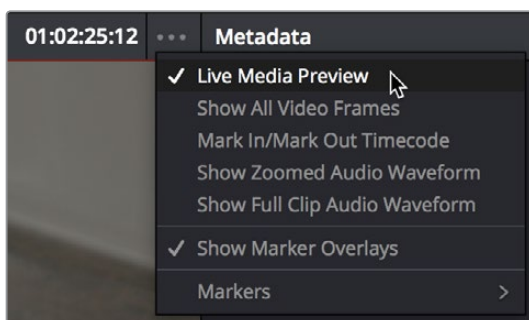 01:02:25:12 ••• Metadata
✓ Live Media Preview
Show All Video Frames
Mark In/Mark Out Timecode
Show Zoomed Audio Waveform
Show Full Clip Audio Waveform
✓ Show Marker Overlays
Markers >